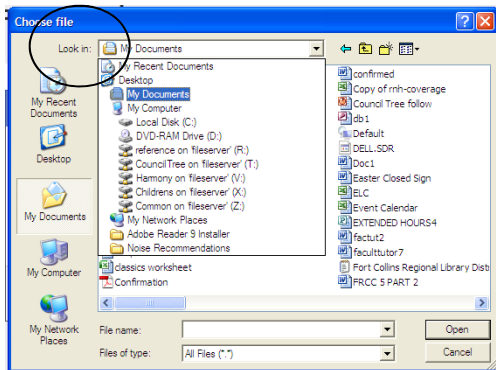 Choose file
Look in:
My Documents
My Recent Documents
Desktop
My Documents
My Computer
Local Disk (C:)
DVD-RAM Drive (D:)
reference on fileserver' (R:)
CouncilTree on fileserver' (T:)
Harmony on fileserver' (V:)
Childrens on fileserver' (X:)
Common on fileserver' (Z:)
My Network Places
Adobe Reader 9 Installer
Noise Recommendations
classics worksheet
Confirmation
confirmed
Copy of rnh-coverage
Council Tree follow
db1
Default
DELL.SDR
Doc1
Easter Closed Sign
ELC
Event Calendar
EXTENDED HOURS4
factut2
faculttutor7
Fort Collins Regional Library Distr
FRCC 5 PART 2
My Recent
Documents
Desktop
My Documents
My Computer
My Network
Places
File name:
Open
Files of type:
All Files (*.*)
Cancel